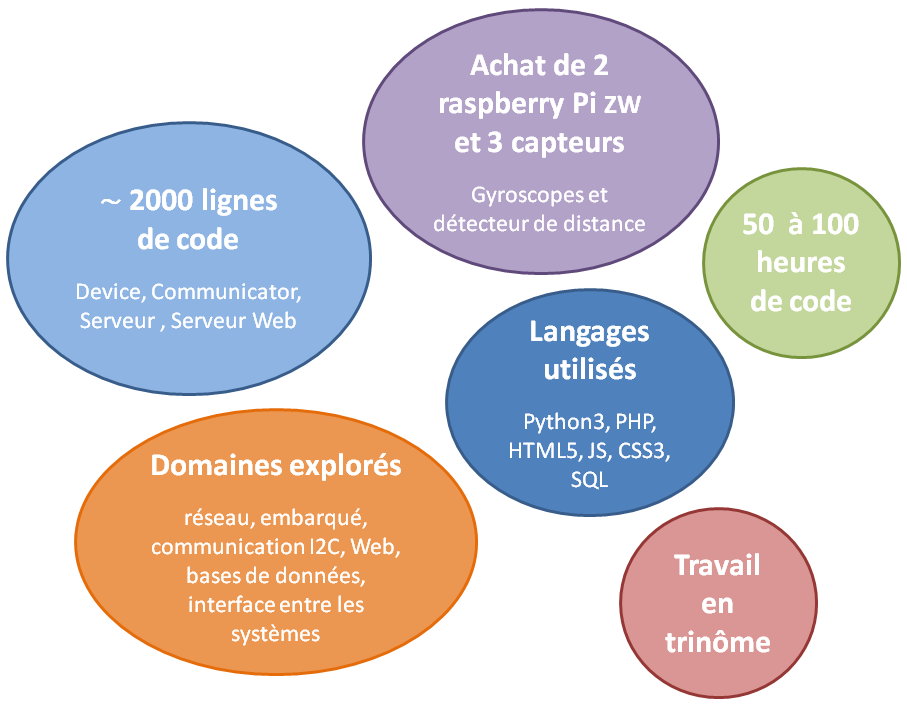 Achat de 2
raspberry Pi ZW
et 3 capteurs
Gyroscopes et
détecteur de distance
~ 2000 lignes
de code
Device, Communicator,
Serveur , Serveur Web
50 à 100
heures
de code
Langages
utilisés
Python3, PHP,
HTML5, JS, CSS3,
SQL
Domaines explorés
réseau, embarqué,
communication I2C, Web,
bases de données,
interface entre les
systèmes
Travail
en
trinôme